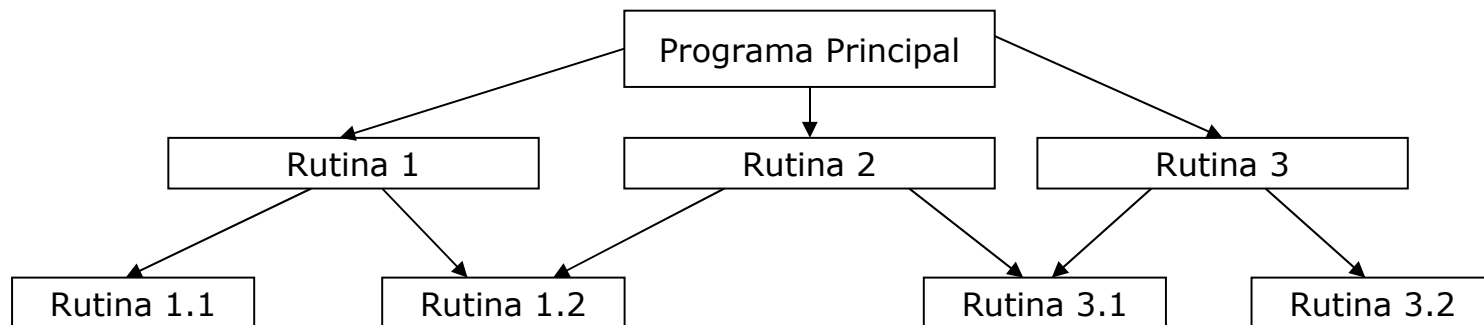 Programa Principal
Rutina 1
Rutina 2
Rutina 3
Rutina 1.1
Rutina 1.2
Rutina 3.1
Rutina 3.2